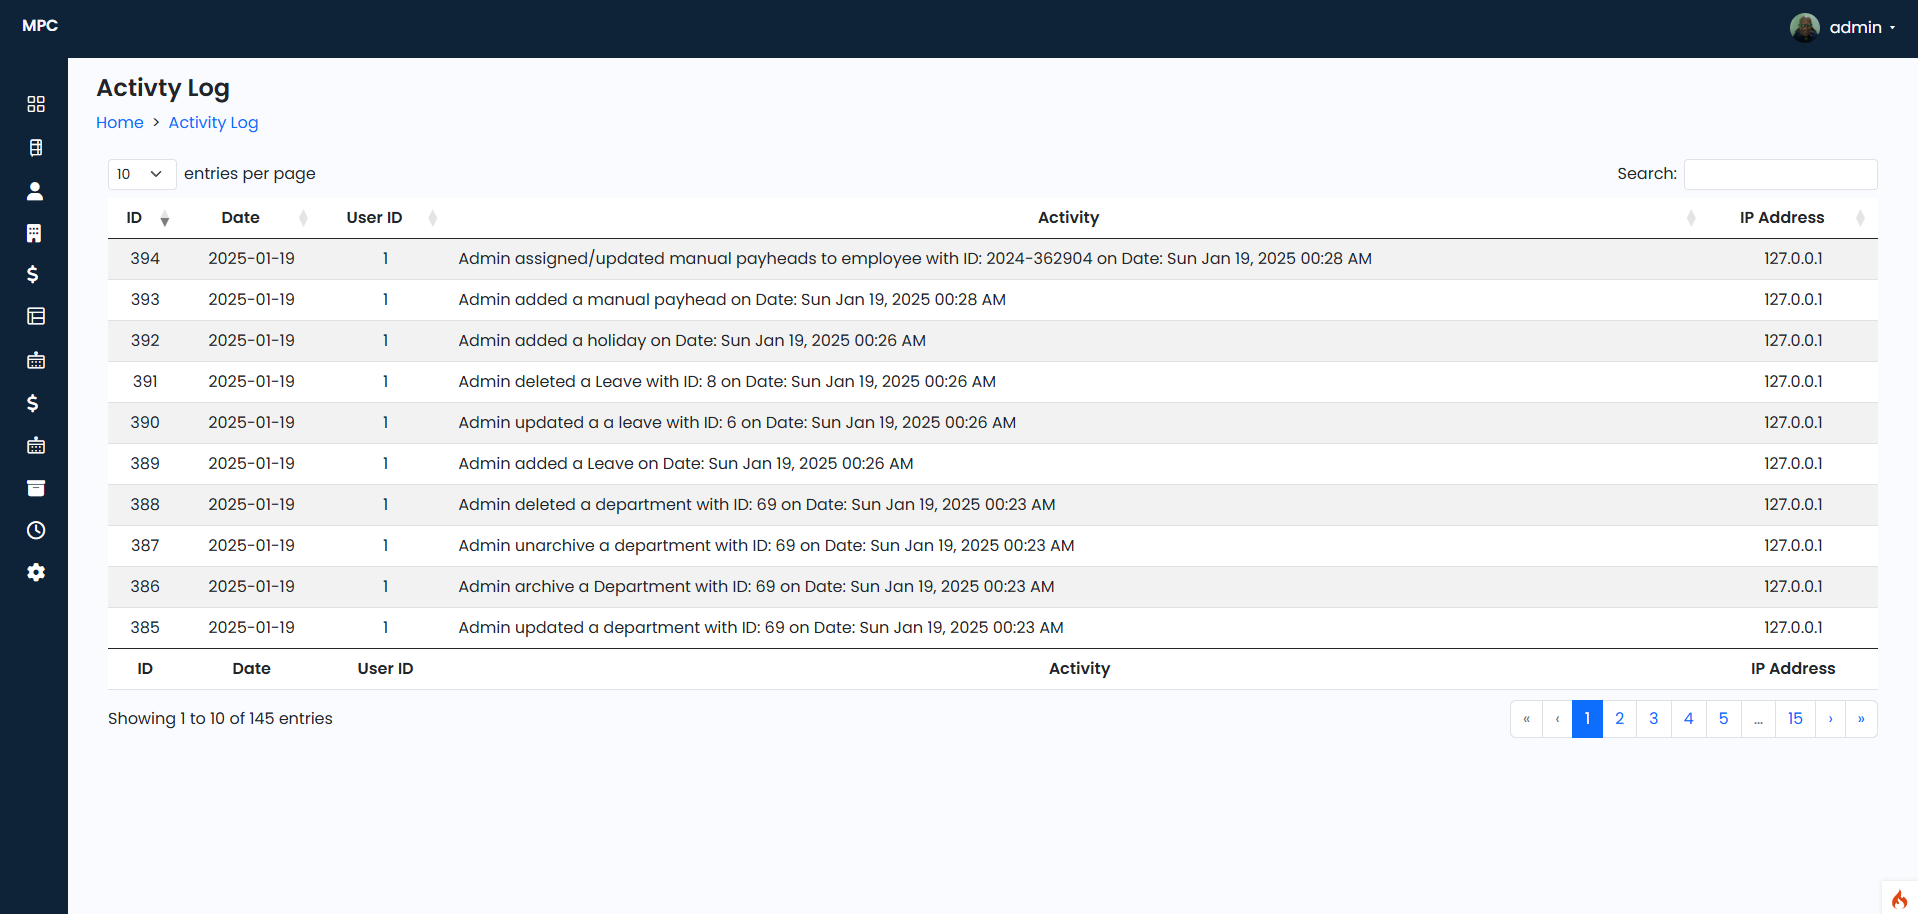 MPC
admin
Activty Log
Home > Activity Log
10 entries per page
Search:
ID Date User ID Activity IP Address
394 2025-01-19 1 Admin assigned/updated manual payheads to employee with ID: 2024-362904 on Date: Sun Jan 19, 2025 00:28 AM 127.0.0.1
393 2025-01-19 1 Admin added a manual payhead on Date: Sun Jan 19, 2025 00:28 AM 127.0.0.1
392 2025-01-19 1 Admin added a holiday on Date: Sun Jan 19, 2025 00:26 AM 127.0.0.1
391 2025-01-19 1 Admin deleted a Leave with ID: 8 on Date: Sun Jan 19, 2025 00:26 AM 127.0.0.1
390 2025-01-19 1 Admin updated a a leave with ID: 6 on Date: Sun Jan 19, 2025 00:26 AM 127.0.0.1
389 2025-01-19 1 Admin added a Leave on Date: Sun Jan 19, 2025 00:26 AM 127.0.0.1
388 2025-01-19 1 Admin deleted a department with ID: 69 on Date: Sun Jan 19, 2025 00:23 AM 127.0.0.1
387 2025-01-19 1 Admin unarchive a department with ID: 69 on Date: Sun Jan 19, 2025 00:23 AM 127.0.0.1
386 2025-01-19 1 Admin archive a Department with ID: 69 on Date: Sun Jan 19, 2025 00:23 AM 127.0.0.1
385 2025-01-19 1 Admin updated a department with ID: 69 on Date: Sun Jan 19, 2025 00:23 AM 127.0.0.1
ID Date User ID Activity IP Address
Showing 1 to 10 of 145 entries
« ‹ 1 2 3 4 5 … 15 › »